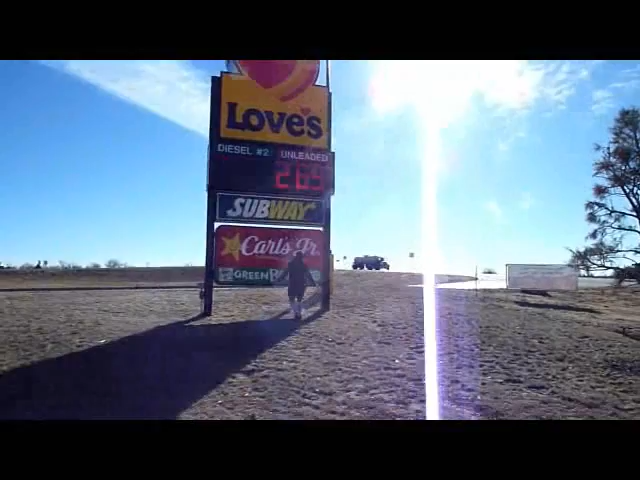 Love's
DIESEL #2 UNLEADED
2 69
SUBWAY
Carl's Jr.
GREEN